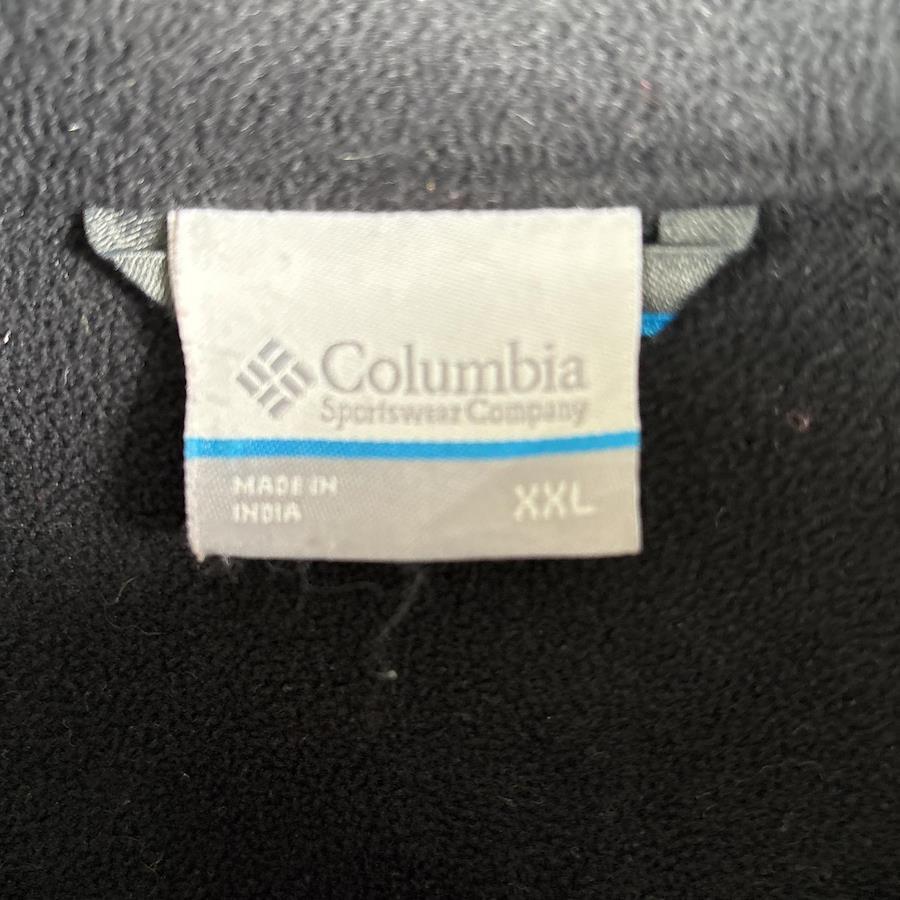 Columbia
Sportswear Company
MADE IN
INDIA
XXL